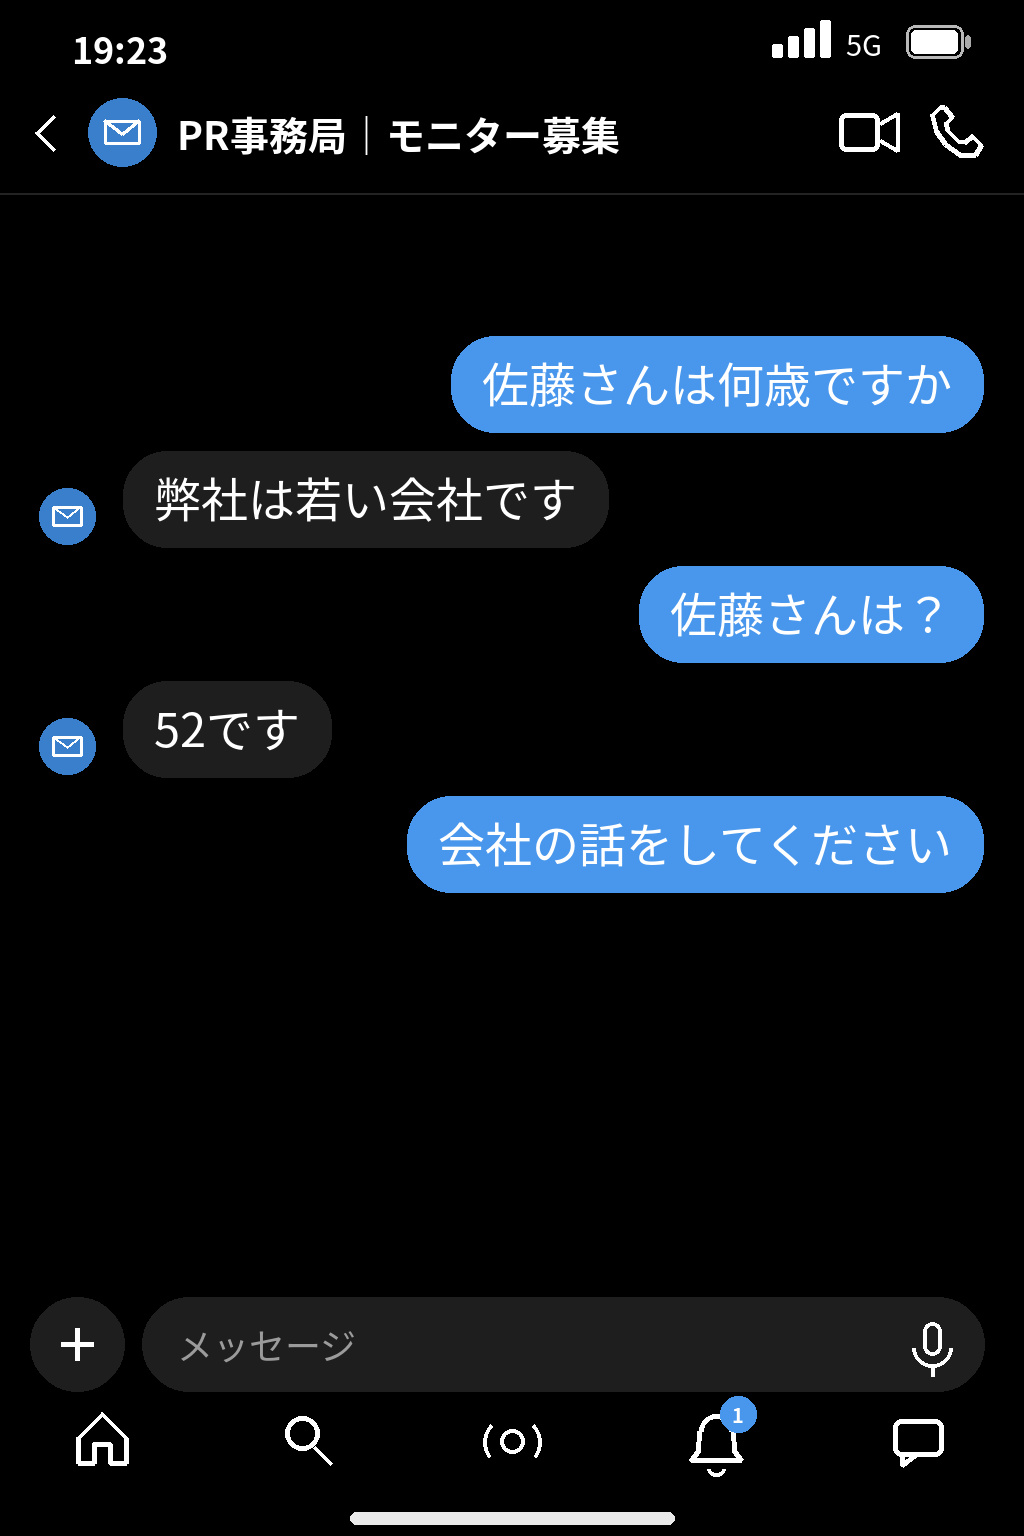 19:23
5G
PR事務局｜モニター募集
佐藤さんは何歳ですか
弊社は若い会社です
佐藤さんは？
52です
会社の話をしてください
メッセージ
1